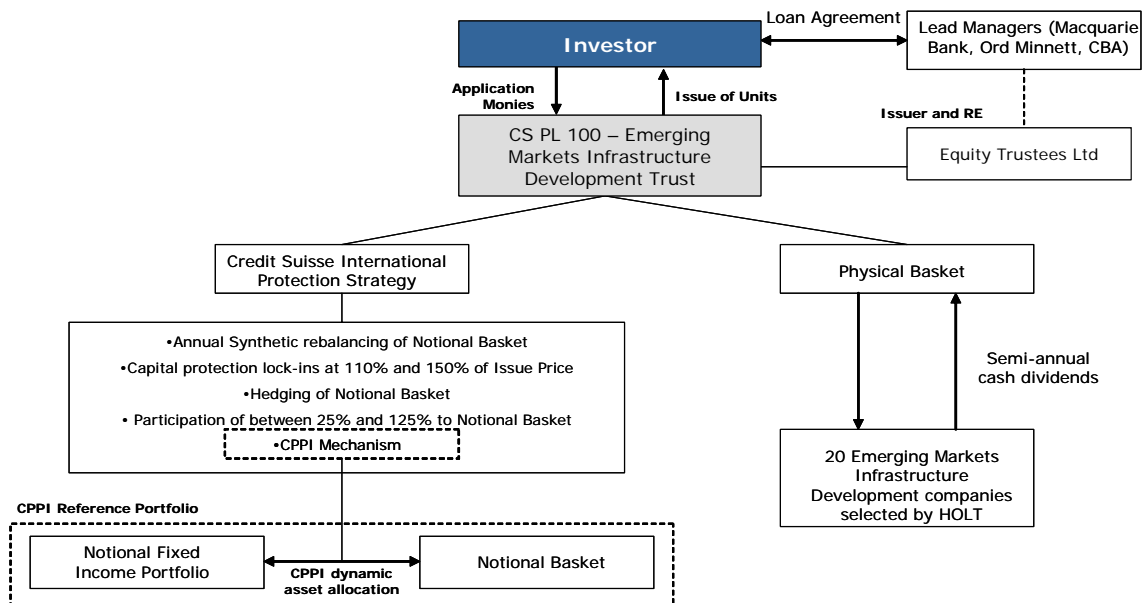 Investor
Loan Agreement
Lead Managers (Macquarie
Bank, Ord Minnett, CBA)
Application
Monies
Issue of Units
Issuer and RE
CS PL 100 – Emerging
Markets Infrastructure
Development Trust
Equity Trustees Ltd
Credit Suisse International
Protection Strategy
Physical Basket
•Annual Synthetic rebalancing of Notional Basket
•Capital protection lock-ins at 110% and 150% of Issue Price
•Hedging of Notional Basket
• Participation of between 25% and 125% to Notional Basket
•CPPI Mechanism
Semi-annual
cash dividends
20 Emerging Markets
Infrastructure
Development companies
selected by HOLT
CPPI Reference Portfolio
Notional Fixed
Income Portfolio
CPPI dynamic
asset allocation
Notional Basket